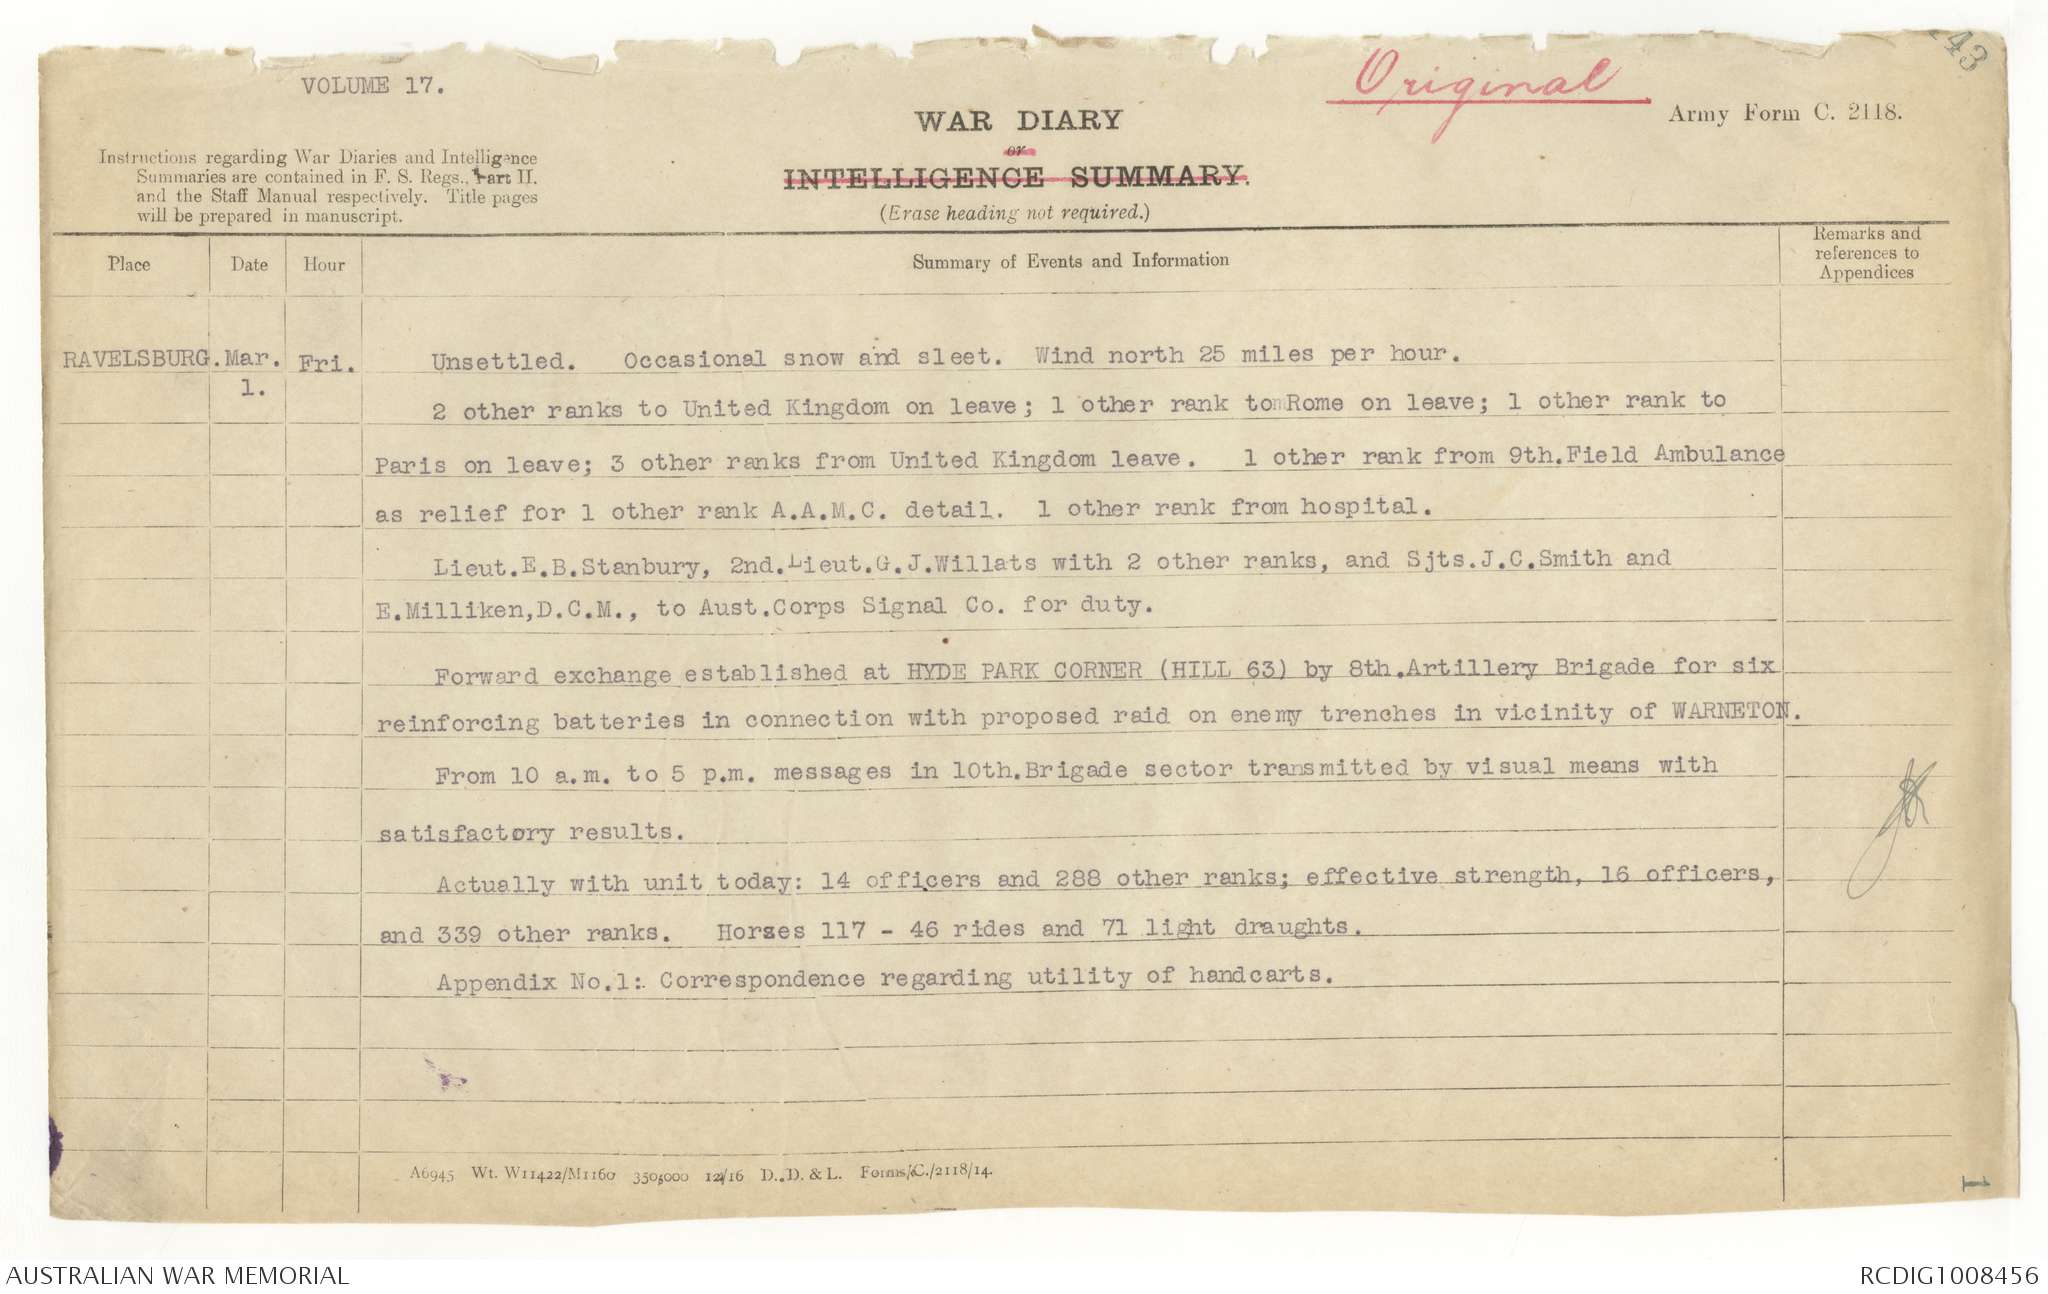 VOLUME 17.
Original
143
Army Form C. 2118.
WAR DIARY
or
INTELLIGENCE SUMMARY.
(Erase heading not required.)
Instructions regarding War Diaries and Intelligence
Summaries are contained in F. S. Regs., Part II.
and the Staff Manual respectively. Title pages
will be prepared in manuscript.
Place
Date
Hour
Summary of Events and Information
Remarks and
references to
Appendices
RAVELSBURG. Mar. Fri. Unsettled. Occasional snow and sleet. Wind north 25 miles per hour.
1.
2 other ranks to United Kingdom on leave; 1 other rank to Rome on leave; 1 other rank to
Paris on leave; 3 other ranks from United Kingdom leave. 1 other rank from 9th.Field Ambulance
as relief for 1 other rank A.A.M.C. detail. 1 other rank from hospital.
Lieut.E.B.Stanbury, 2nd.Lieut.G.J.Willats with 2 other ranks, and Sjts.J.C.Smith and
E.Milliken,D.C.M., to Aust.Corps Signal Co. for duty.
Forward exchange established at HYDE PARK CORNER (HILL 63) by 8th.Artillery Brigade for six
reinforcing batteries in connection with proposed raid on enemy trenches in vicinity of WARNETON.
From 10 a.m. to 5 p.m. messages in 10th.Brigade sector transmitted by visual means with
satisfactory results.
Actually with unit today: 14 officers and 288 other ranks; effective strength, 16 officers,
and 339 other ranks. Horses 117 - 46 rides and 71 light draughts.
Appendix No.1: Correspondence regarding utility of handcarts.
A6945 Wt. W11422/M1160 350,000 12/16 D. D. & L. Forms/C./2118/14.
1
AUSTRALIAN WAR MEMORIAL
RCDIG1008456